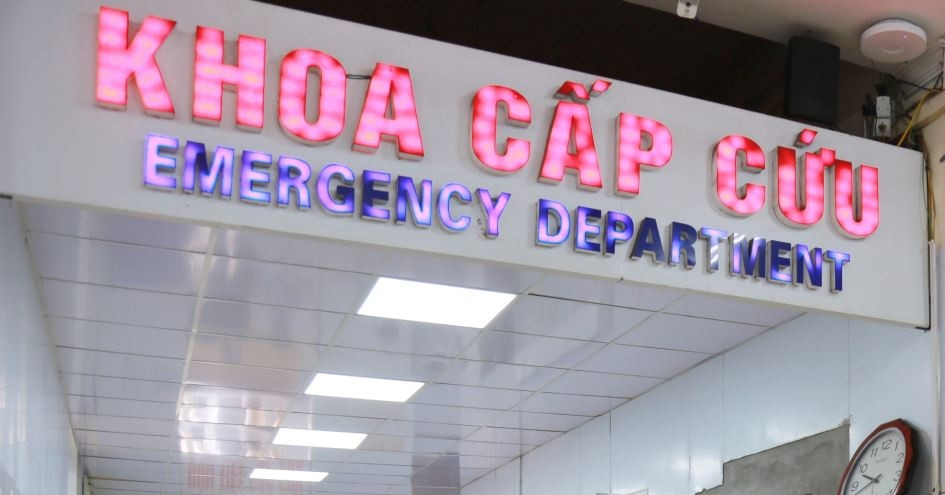 KHOA CẤP CỨU
EMERGENCY DEPARTMENT